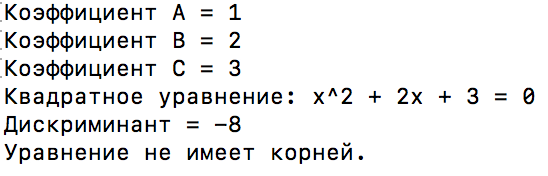 Коэффициент A = 1
Коэффициент B = 2
Коэффициент C = 3
Квадратное уравнение: x^2 + 2x + 3 = 0
Дискриминант = -8
Уравнение не имеет корней.